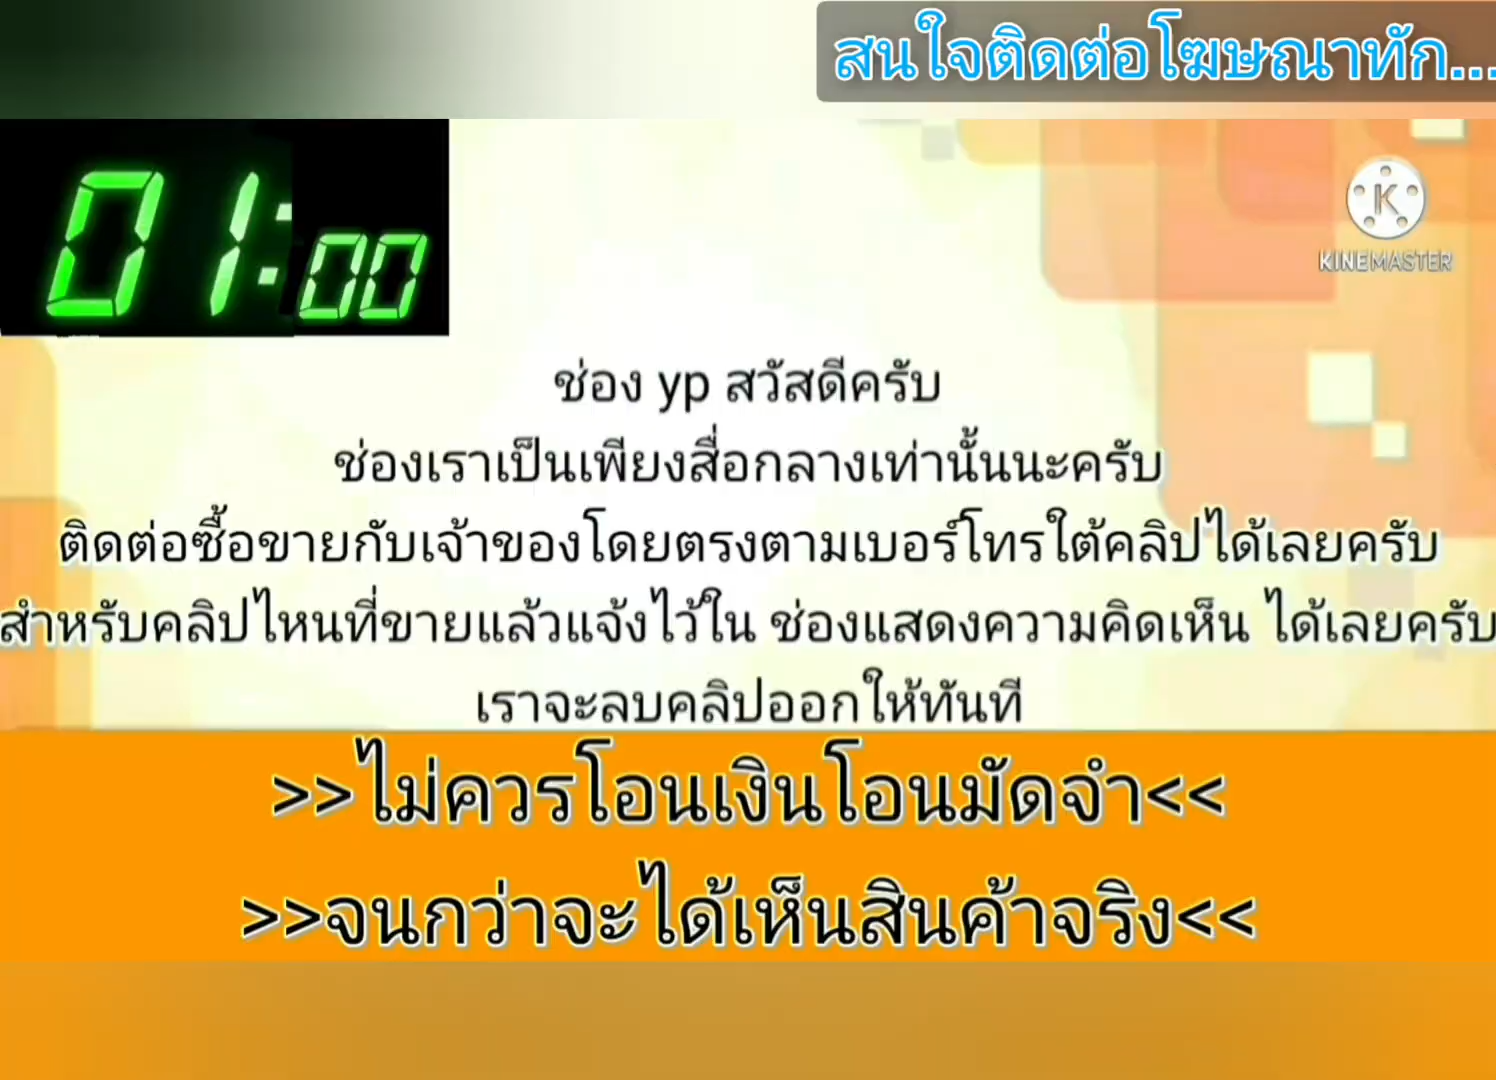 สนใจติดต่อโฆษณาทัก...
01:00
KINEMASTER
ช่อง yp สวัสดีครับ
ช่องเราเป็นเพียงสื่อกลางเท่านั้นนะครับ
ติดต่อซื้อขายกับเจ้าของโดยตรงตามเบอร์โทรใต้คลิปได้เลยครับ
สำหรับคลิปไหนที่ขายแล้วแจ้งไว้ใน ช่องแสดงความคิดเห็น ได้เลยครับ
เราจะลบคลิปออกให้ทันที
>>ไม่ควรโอนเงินโอนมัดจำ<<
>>จนกว่าจะได้เห็นสินค้าจริง<<